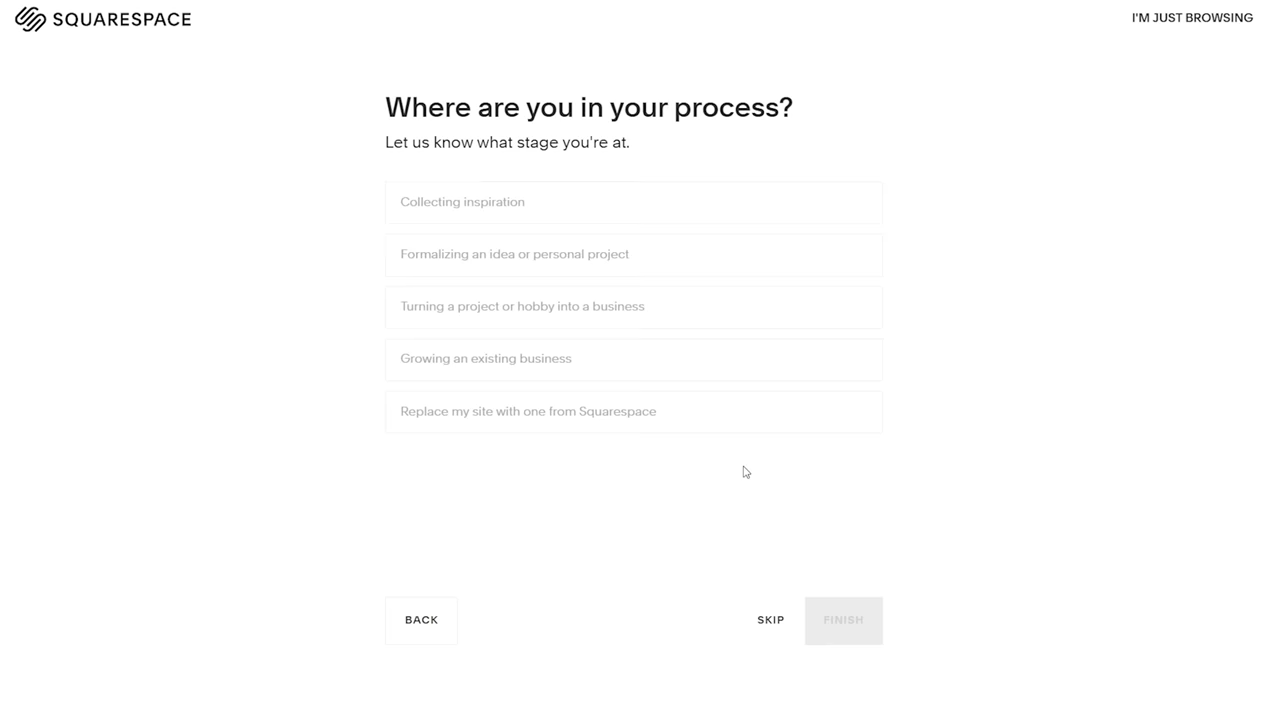 SQUARESPACE
I'M JUST BROWSING
Where are you in your process?
Let us know what stage you're at.
Collecting inspiration
Formalizing an idea or personal project
Turning a project or hobby into a business
Growing an existing business
Replace my site with one from Squarespace
BACK
SKIP
FINISH